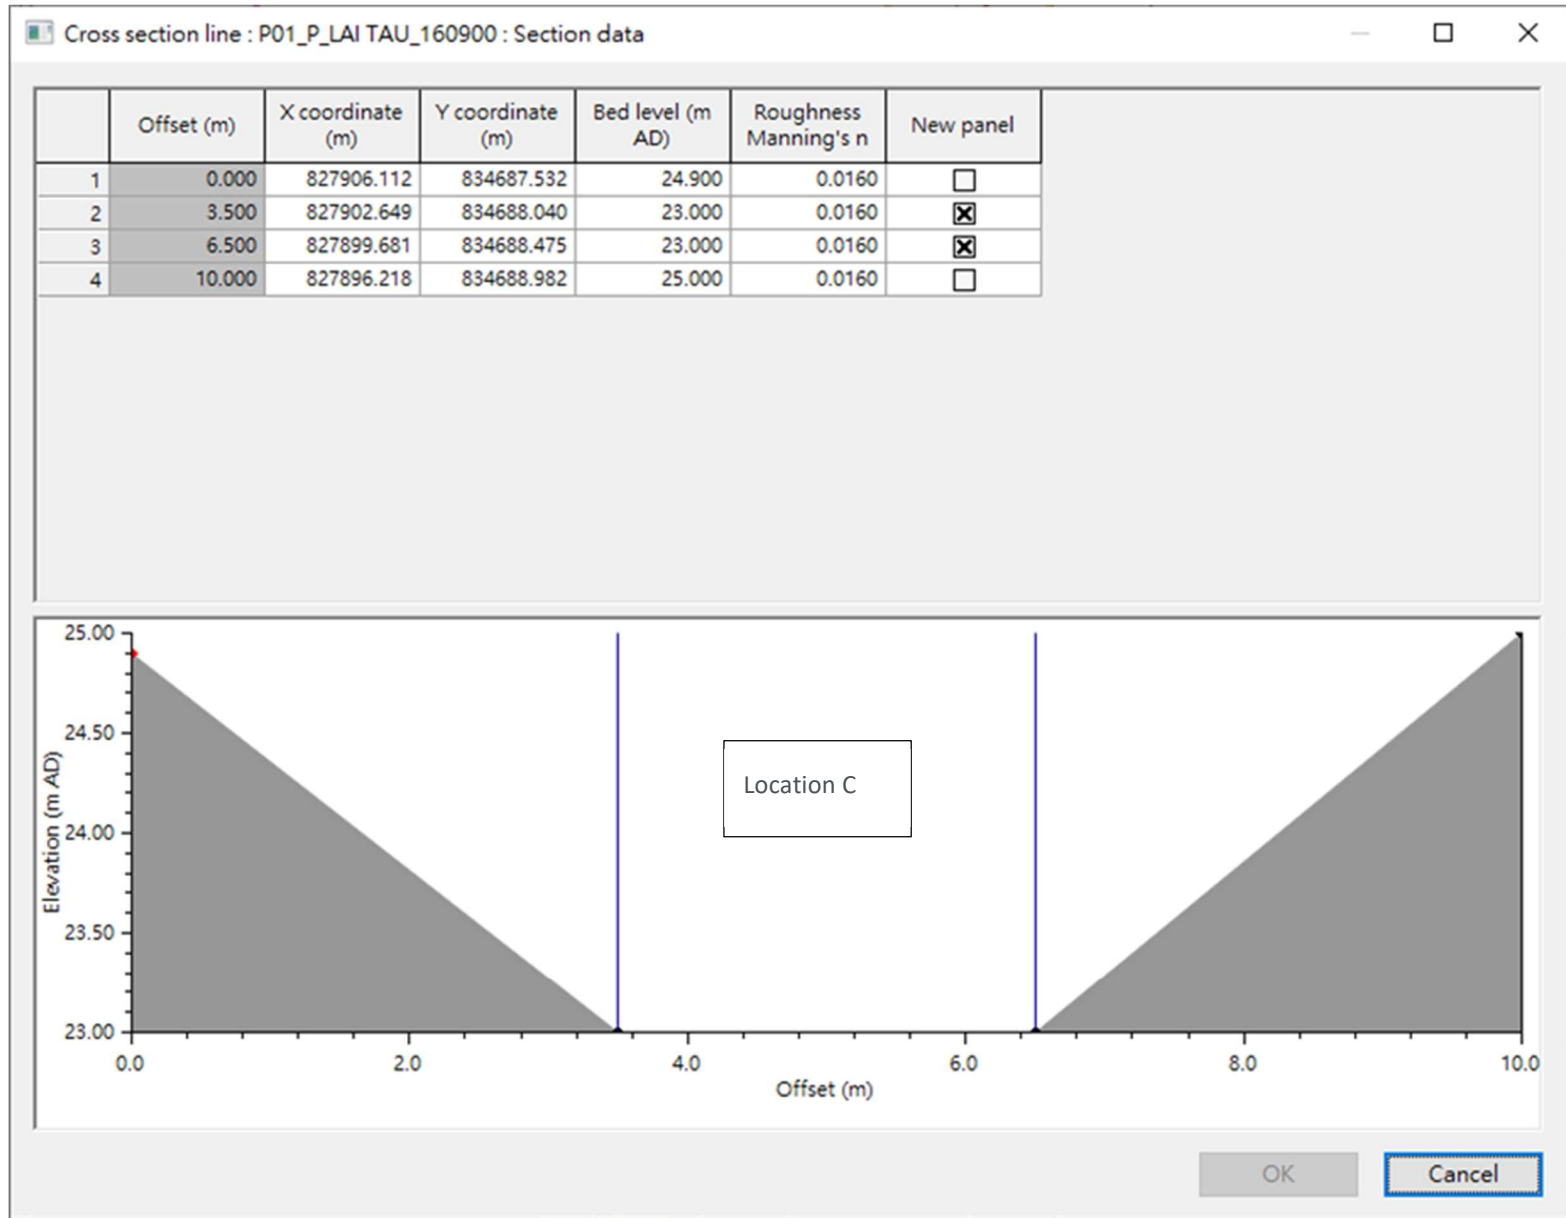 Cross section line : P01_P_LAI TAU_160900 : Section data
Offset (m) X coordinate (m) Y coordinate (m) Bed level (m AD) Roughness Manning's n New panel
1 0.000 827906.112 834687.532 24.900 0.0160
2 3.500 827902.649 834688.040 23.000 0.0160
3 6.500 827899.681 834688.475 23.000 0.0160
4 10.000 827896.218 834688.982 25.000 0.0160
25.00
24.50
24.00
23.50
23.00
Elevation (m AD)
Location C
0.0 2.0 4.0 6.0 8.0 10.0
Offset (m)
OK Cancel